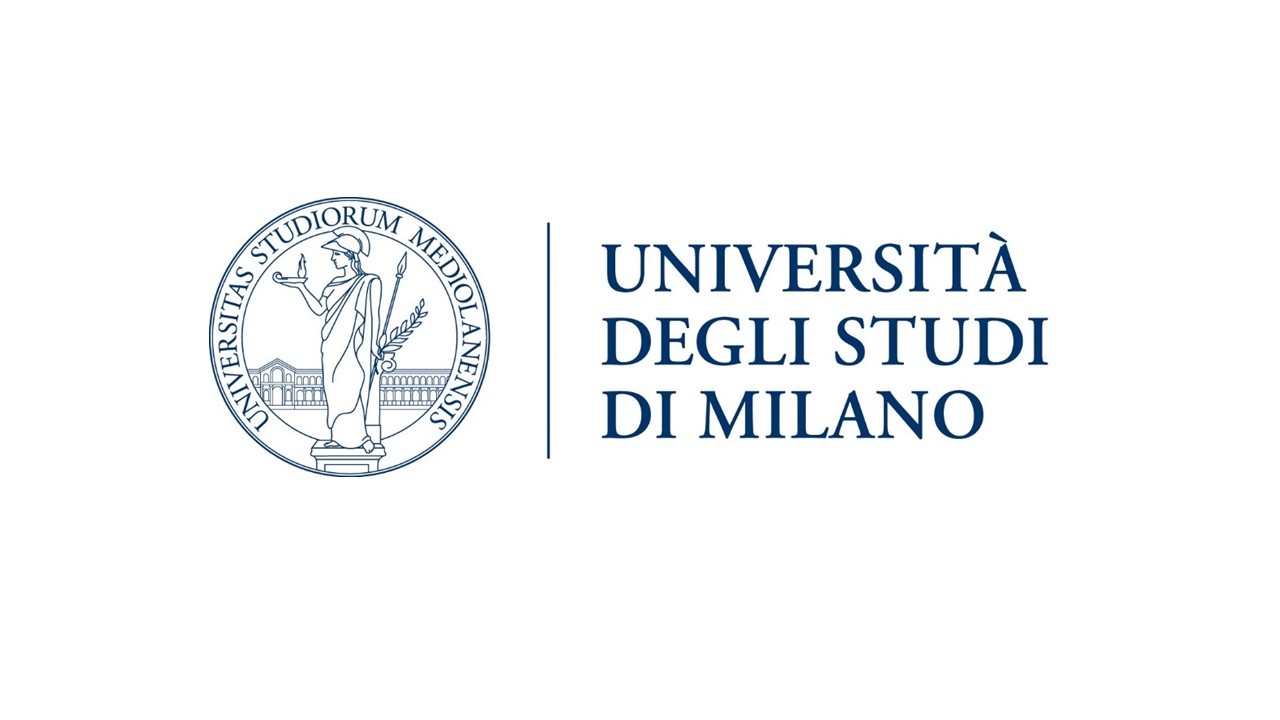 UNIVERSITAS STUDIORUM MEDIOLANENSIS
UNIVERSITÀ
DEGLI STUDI
DI MILANO